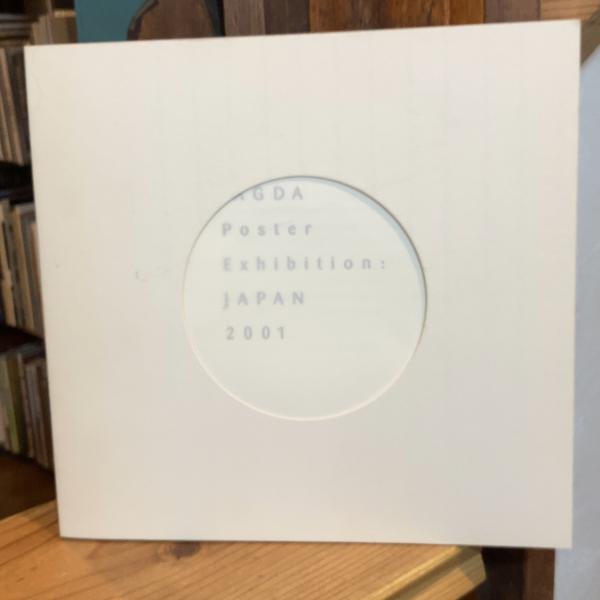 AGDA
Poster
Exhibition:
JAPAN
2001